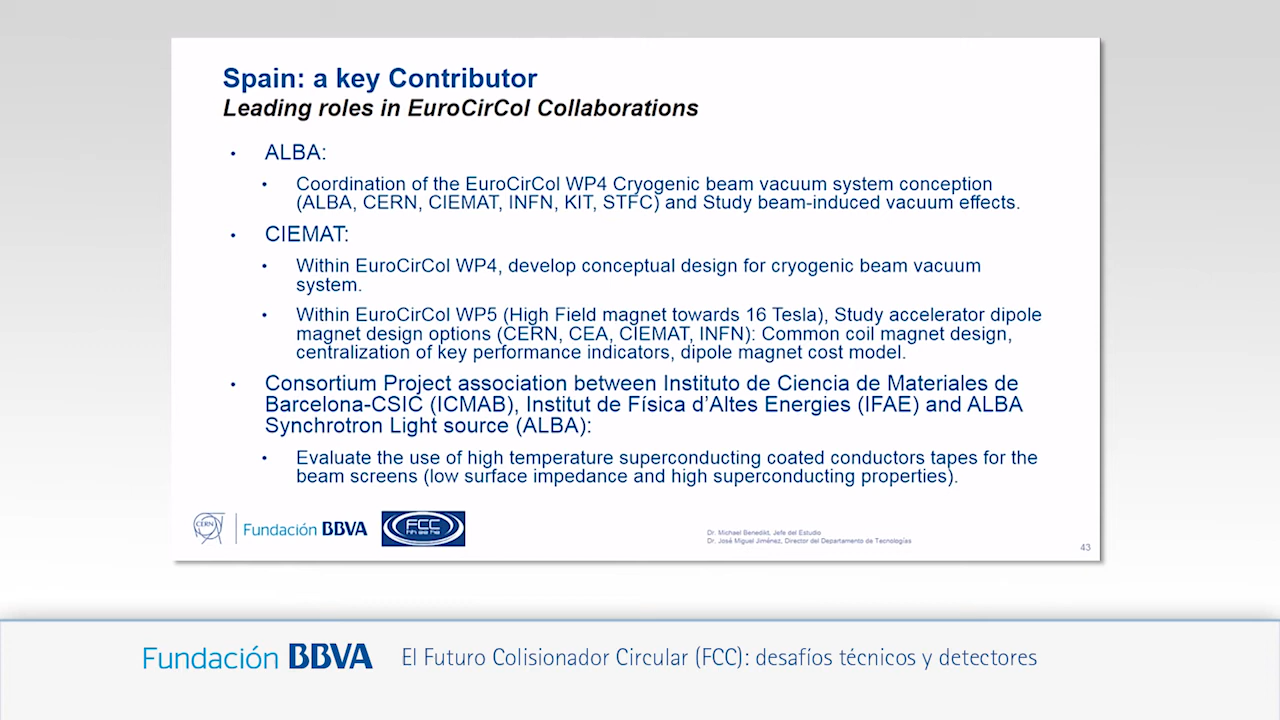 Spain: a key Contributor
Leading roles in EuroCirCol Collaborations
• ALBA:
• Coordination of the EuroCirCol WP4 Cryogenic beam vacuum system conception
(ALBA, CERN, CIEMAT, INFN, KIT, STFC) and Study beam-induced vacuum effects.
• CIEMAT:
• Within EuroCirCol WP4, develop conceptual design for cryogenic beam vacuum
system.
• Within EuroCirCol WP5 (High Field magnet towards 16 Tesla), Study accelerator dipole
magnet design options (CERN, CEA, CIEMAT, INFN): Common coil magnet design,
centralization of key performance indicators, dipole magnet cost model.
• Consortium Project association between Instituto de Ciencia de Materiales de
Barcelona-CSIC (ICMAB), Institut de Física d’Altes Energies (IFAE) and ALBA
Synchrotron Light source (ALBA):
• Evaluate the use of high temperature superconducting coated conductors tapes for the
beam screens (low surface impedance and high superconducting properties).
CERN
Fundación BBVA
FCC
hh ee he
Dr. Michael Benedikt, Jefe del Estudio
Dr. José Miguel Jiménez, Director del Departamento de Tecnologías
43
Fundación BBVA
El Futuro Colisionador Circular (FCC): desafíos técnicos y detectores